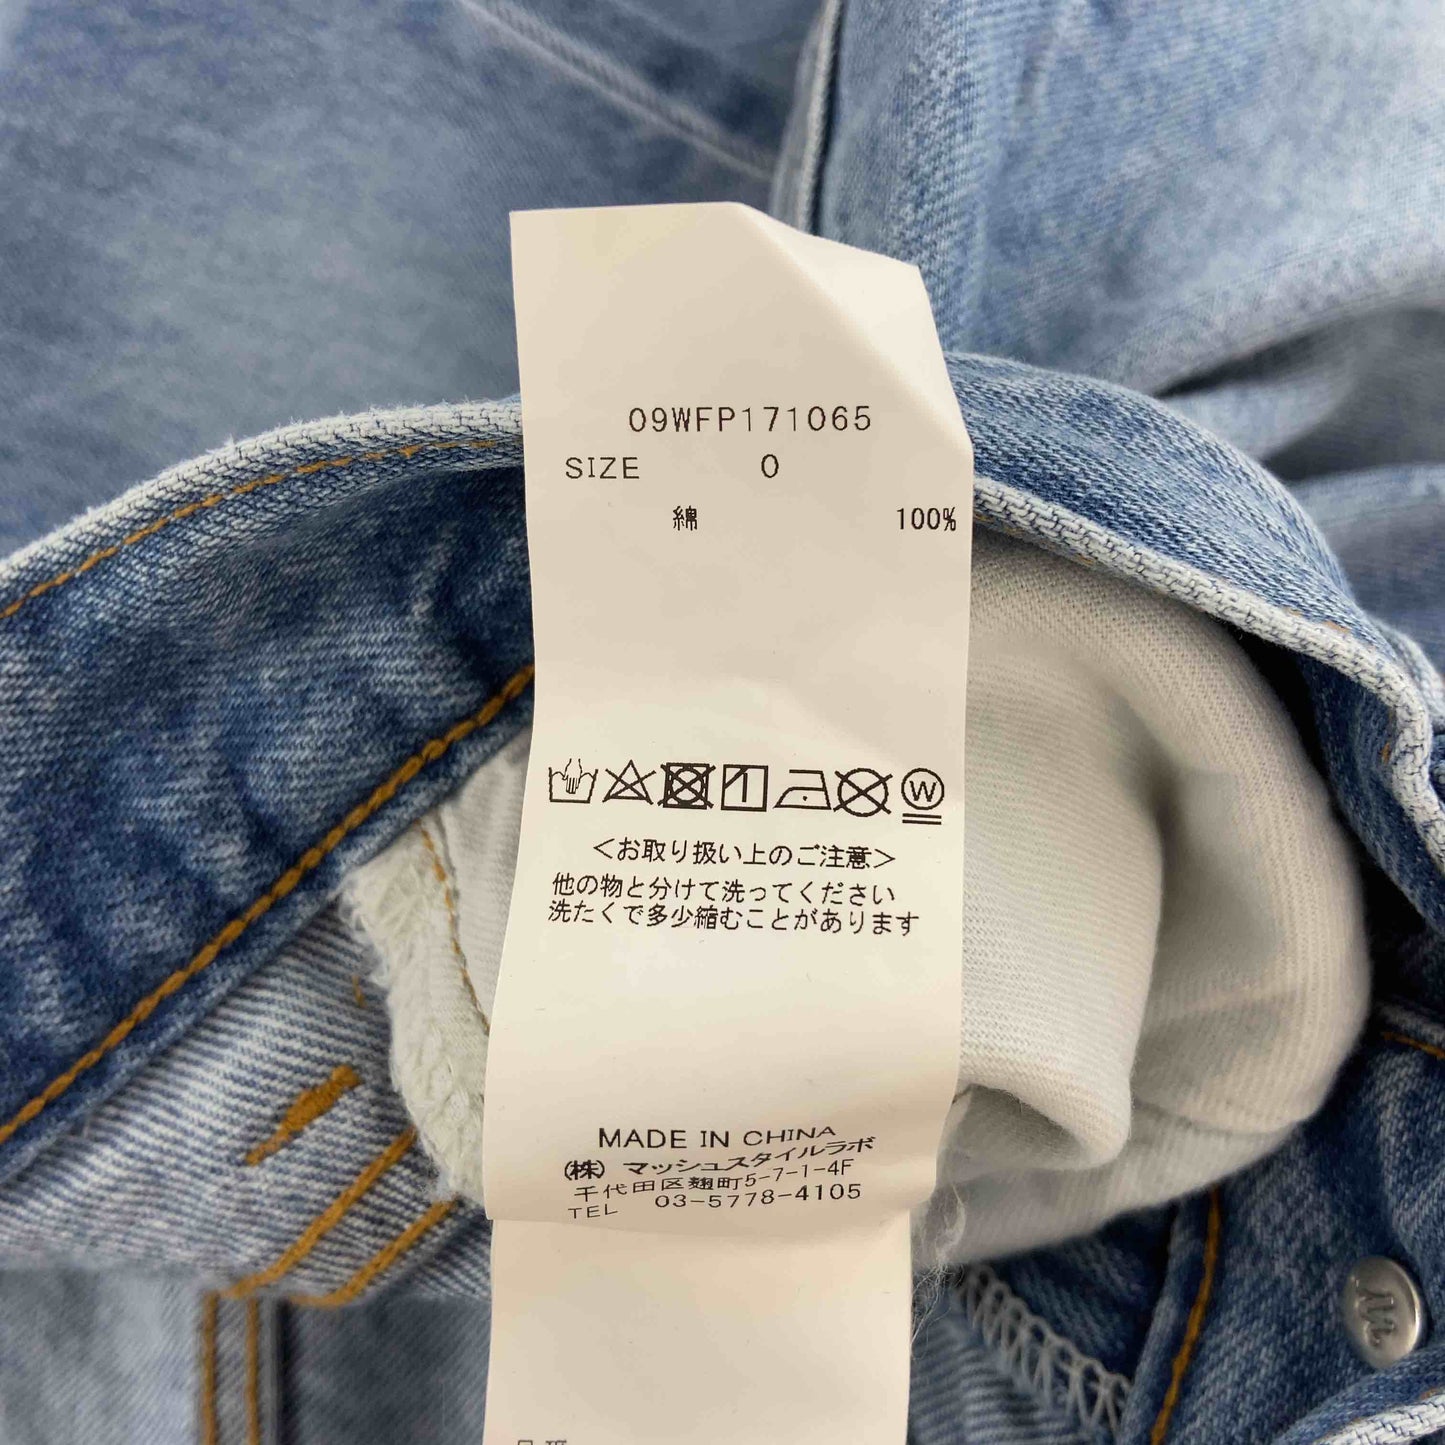 09WFP171065
SIZE 0
綿 100%
W
<お取り扱い上のご注意>
他の物と分けて洗ってください
洗たくで多少縮むことがあります
MADE IN CHINA
(株) マッシュスタイルラボ
千代田区麹町5-7-1-4F
TEL 03-5778-4105